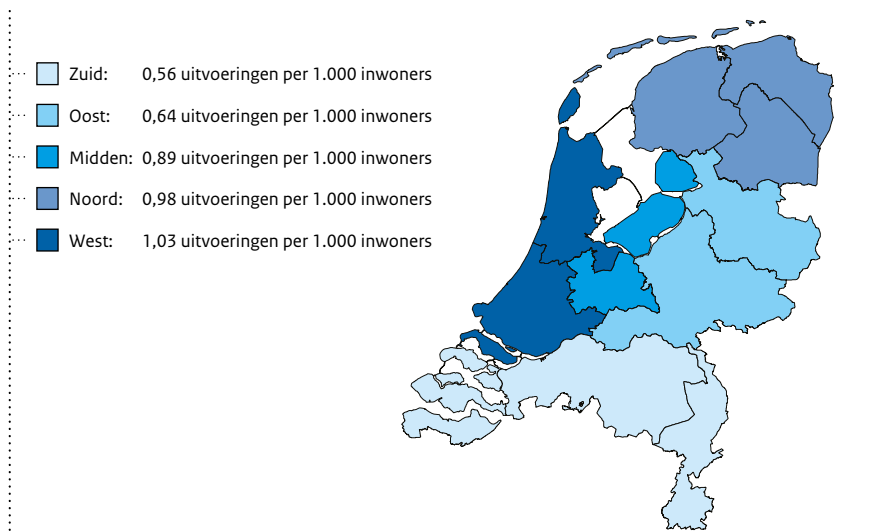 Zuid: 0,56 uitvoeringen per 1.000 inwoners
Oost: 0,64 uitvoeringen per 1.000 inwoners
Midden: 0,89 uitvoeringen per 1.000 inwoners
Noord: 0,98 uitvoeringen per 1.000 inwoners
West: 1,03 uitvoeringen per 1.000 inwoners